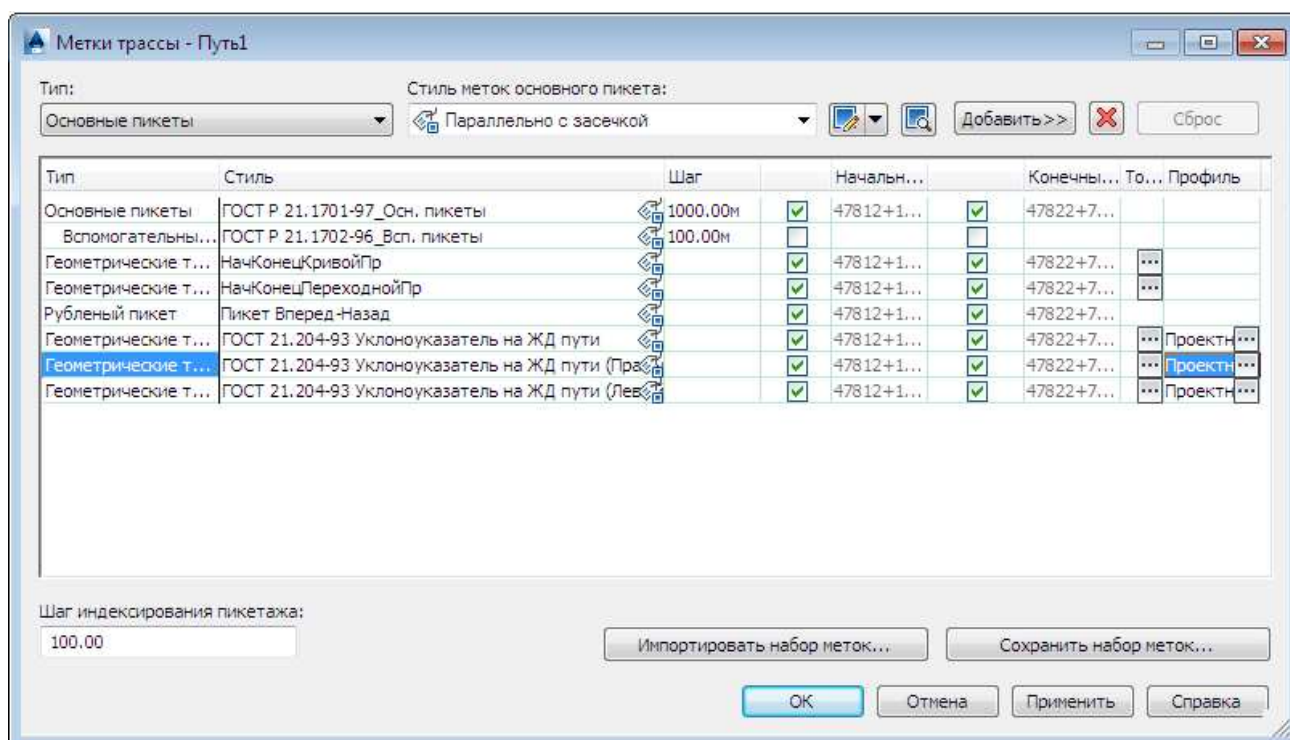 Метки трассы - Путь1
Тип: Стиль меток основного пикета:
Основные пикеты Параллельно с засечкой Добавить>> Сброс
Тип Стиль Шаг Начальн... Конечны... То... Профиль
Основные пикеты ГОСТ Р 21.1701-97_Осн. пикеты 1000.00м 47812+1... 47822+7...
Вспомогательны... ГОСТ Р 21.1702-96_Всп. пикеты 100.00м
Геометрические т... НачКонецКривойПр 47812+1... 47822+7... ...
Геометрические т... НачКонецПереходнойПр 47812+1... 47822+7... ...
Рубленый пикет Пикет Вперед-Назад 47812+1... 47822+7...
Геометрические т... ГОСТ 21.204-93 Уклоноуказатель на ЖД пути 47812+1... 47822+7... ... Проектн ...
Геометрические т... ГОСТ 21.204-93 Уклоноуказатель на ЖД пути (Пра 47812+1... 47822+7... ... Проектн ...
Геометрические т... ГОСТ 21.204-93 Уклоноуказатель на ЖД пути (Лев 47812+1... 47822+7... ... Проектн ...
Шаг индексирования пикетажа:
100.00 Импортировать набор меток... Сохранить набор меток...
ОК Отмена Применить Справка